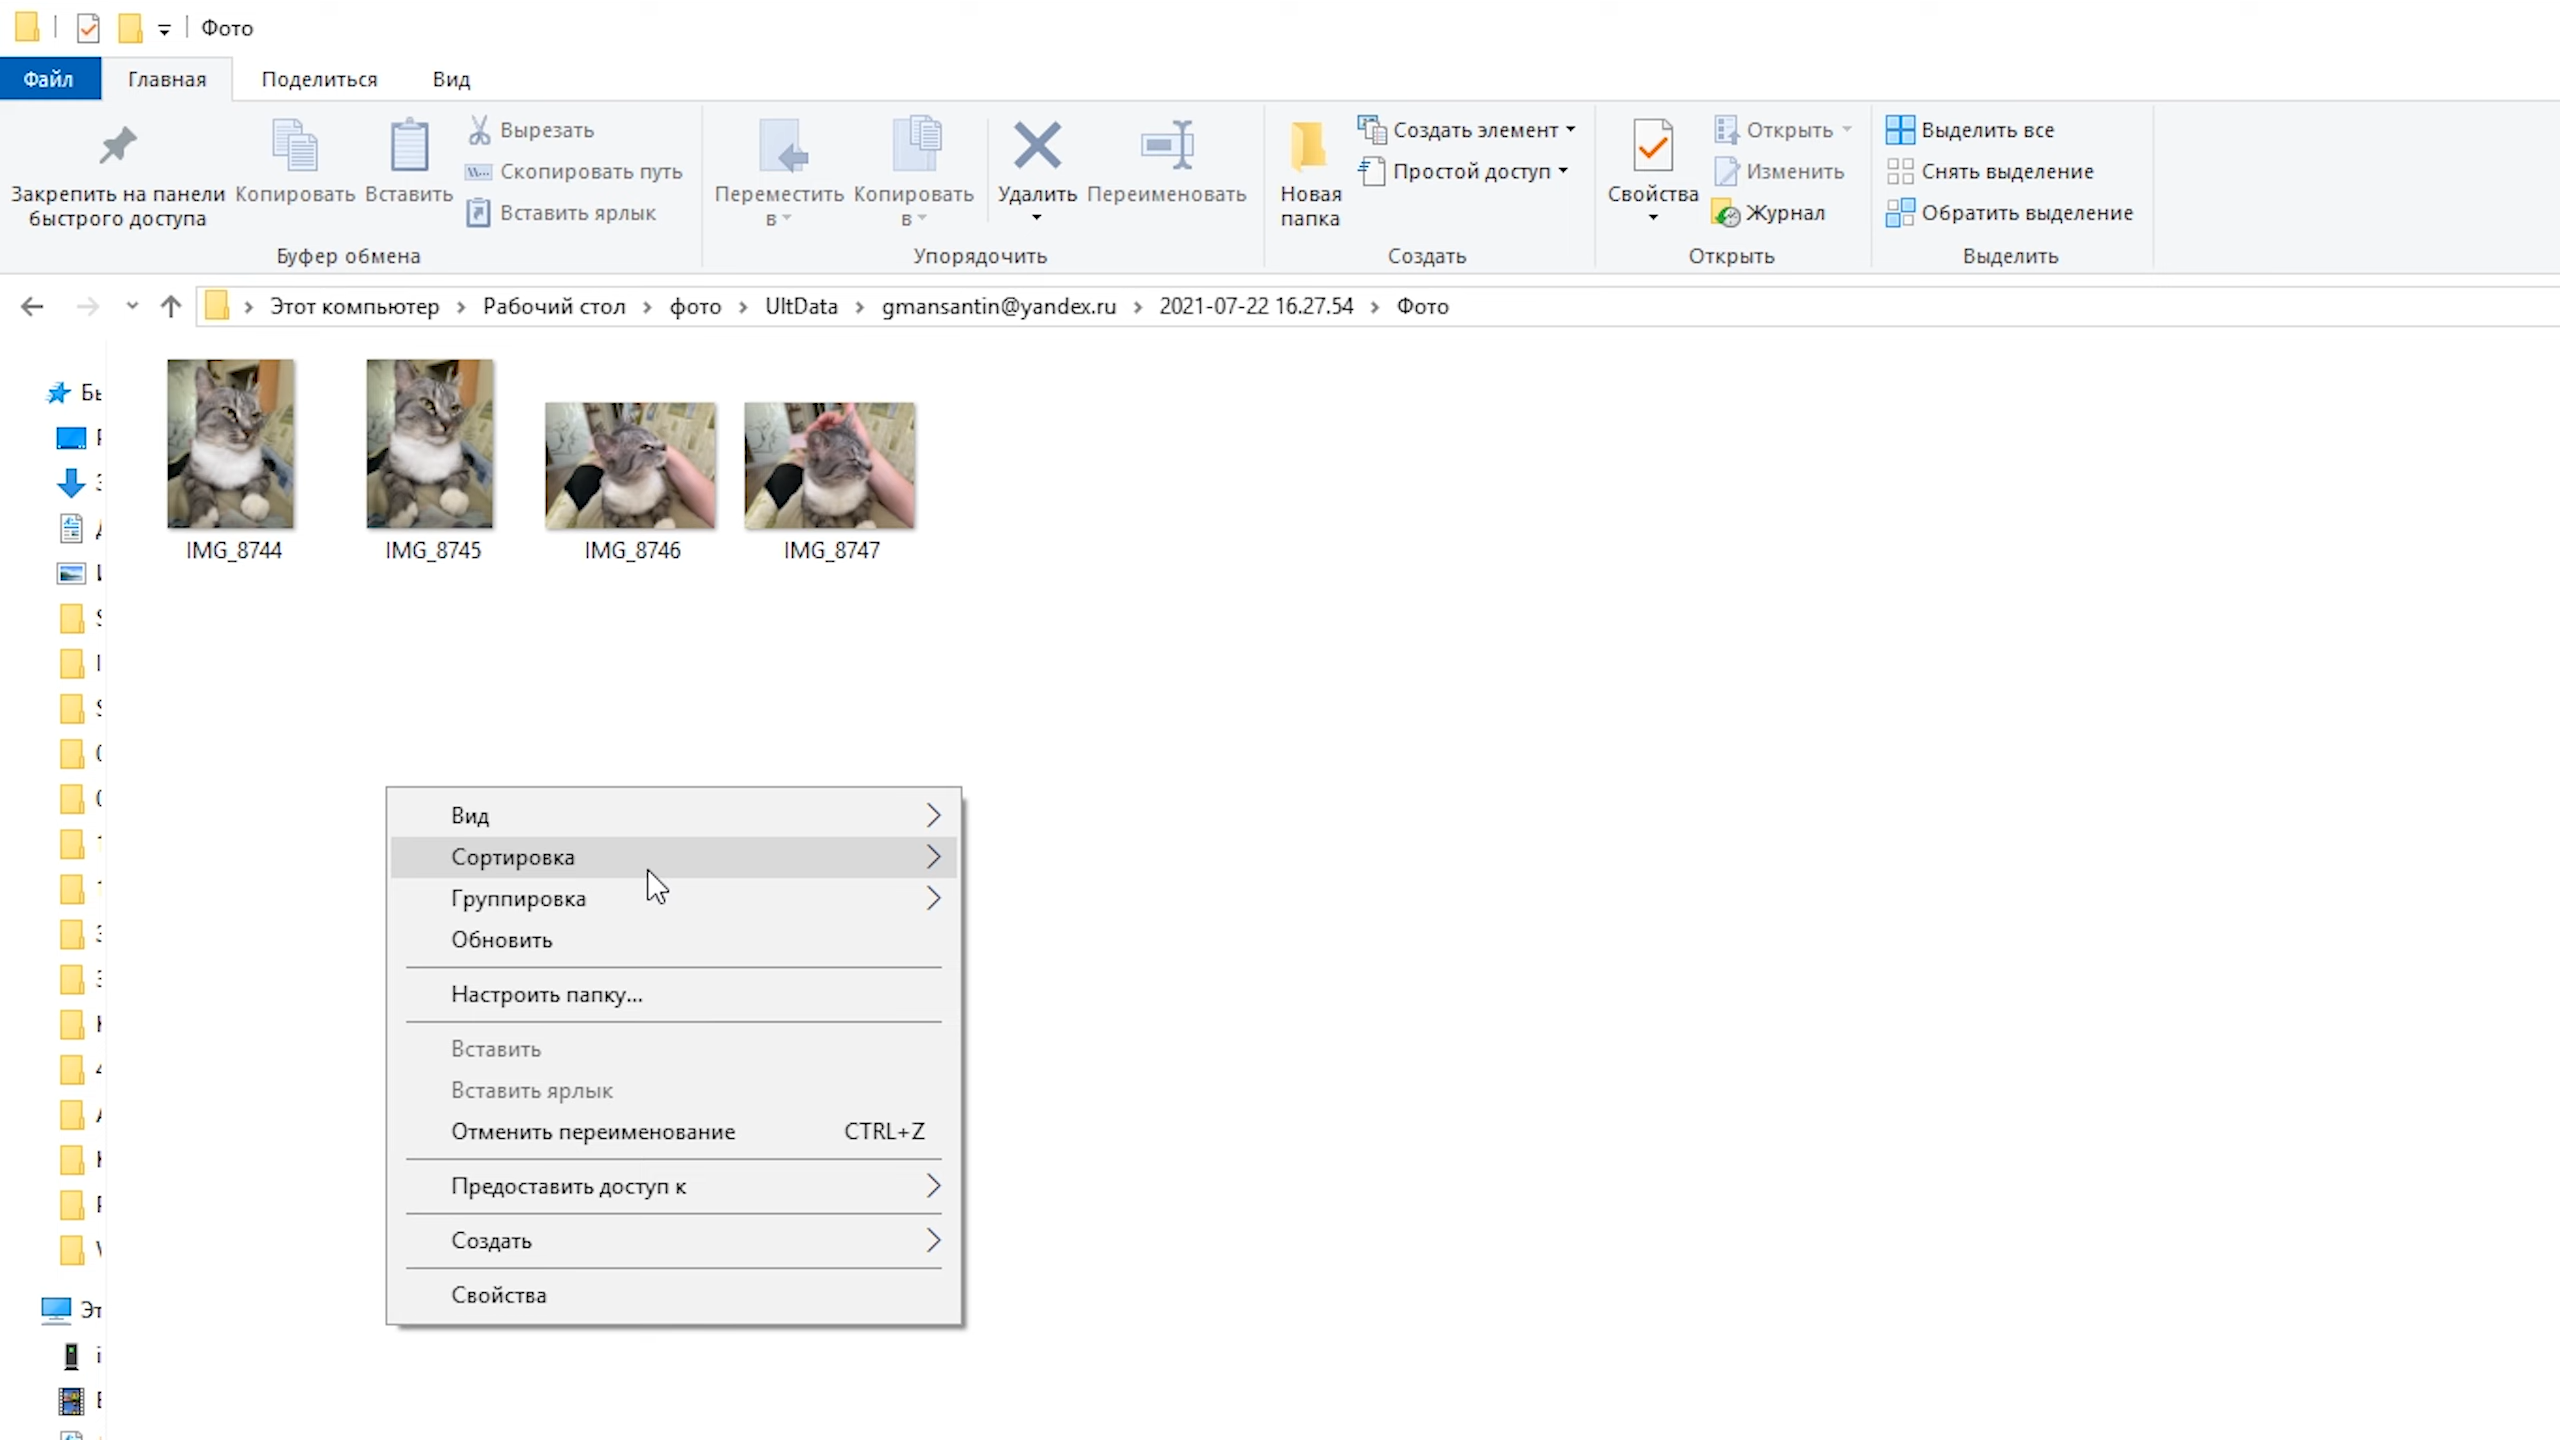 Фото
Файл Главная Поделиться Вид
Закрепить на панели быстрого доступа
Копировать
Вставить
Вырезать
Скопировать путь
Вставить ярлык
Буфер обмена
Переместить в
Копировать в
Удалить
Переименовать
Упорядочить
Новая папка
Создать элемент
Простой доступ
Создать
Свойства
Открыть
Изменить
Журнал
Открыть
Выделить все
Снять выделение
Обратить выделение
Выделить
Этот компьютер > Рабочий стол > фото > UltData > gmansantin@yandex.ru > 2021-07-22 16.27.54 > Фото
IMG_8744 IMG_8745 IMG_8746 IMG_8747
Вид
Сортировка
Группировка
Обновить
Настроить папку...
Вставить
Вставить ярлык
Отменить переименование CTRL+Z
Предоставить доступ к
Создать
Свойства